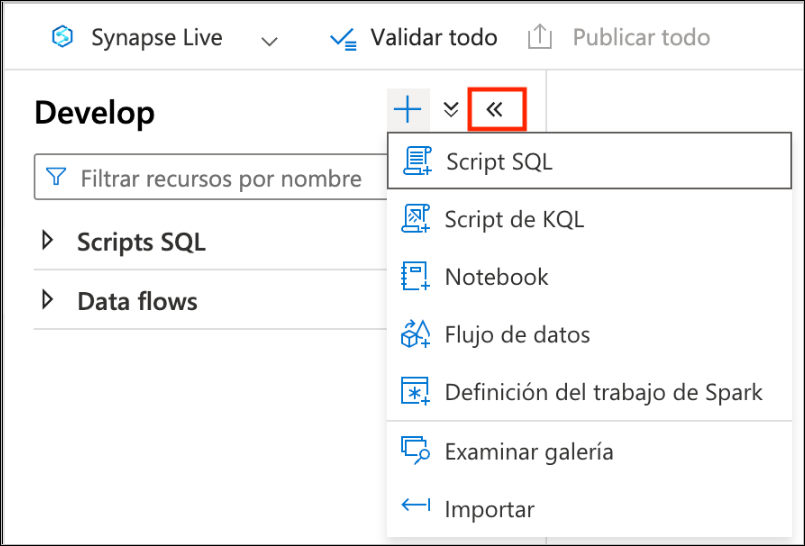 Synapse Live
Validar todo
Publicar todo
Develop
Filtrar recursos por nombre
Scripts SQL
Data flows
Script SQL
Script de KQL
Notebook
Flujo de datos
Definición del trabajo de Spark
Examinar galería
Importar